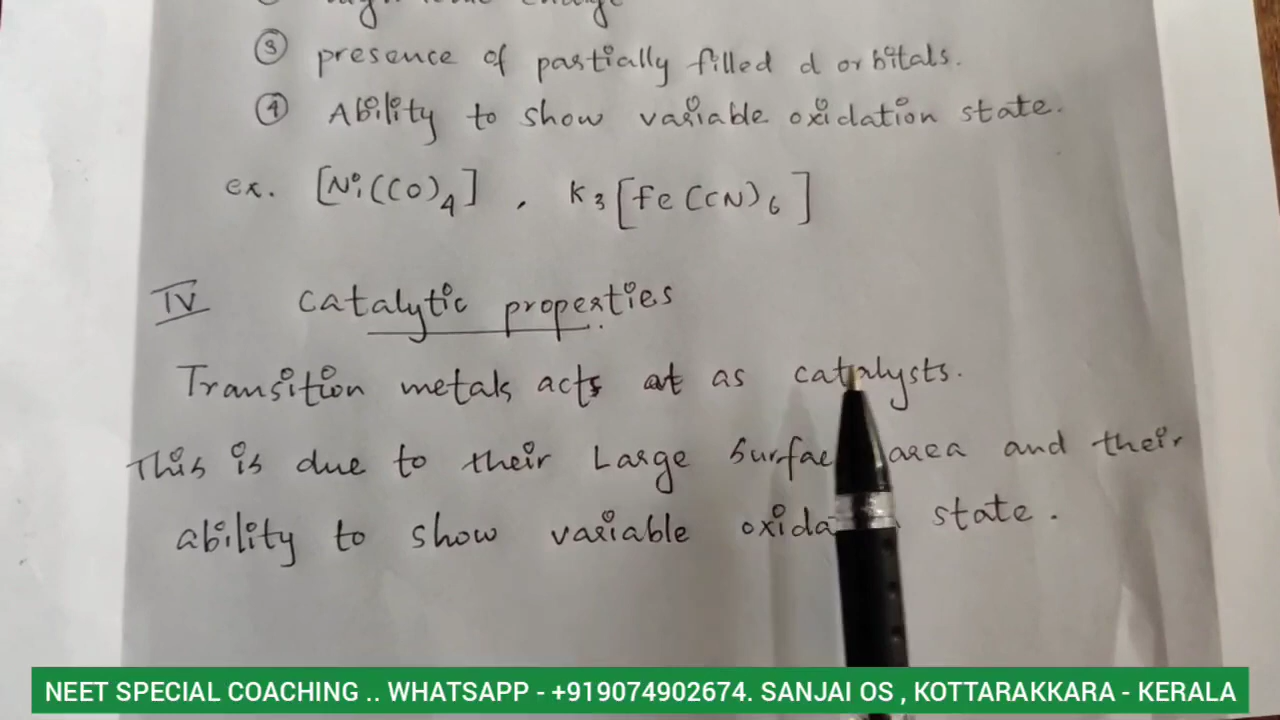 ③ presence of partially filled d orbitals.
④ Ability to show variable oxidation state.
ex. [Ni(CO)4] , K3[Fe(CN)6]
IV Catalytic properties
Transition metals acts at as catalysts.
This is due to their Large surface area and their
ability to show variable oxidation state.
NEET SPECIAL COACHING .. WHATSAPP - +919074902674. SANJAI OS , KOTTARAKKARA - KERALA